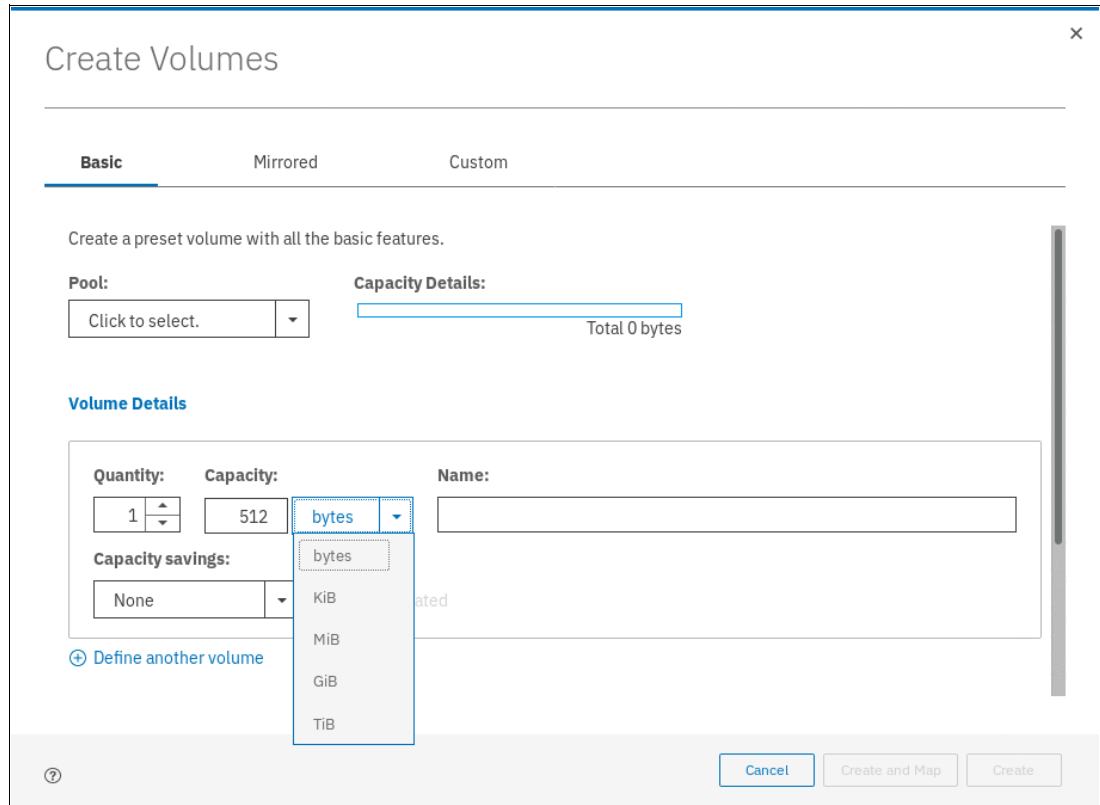 Create Volumes
Basic Mirrored Custom
Create a preset volume with all the basic features.
Pool: Capacity Details:
Click to select.
Total 0 bytes
Volume Details
Quantity: Capacity: Name:
1 512 bytes
Capacity savings:
None
bytes
KiB
MiB
GiB
TiB
Define another volume
Cancel Create and Map Create